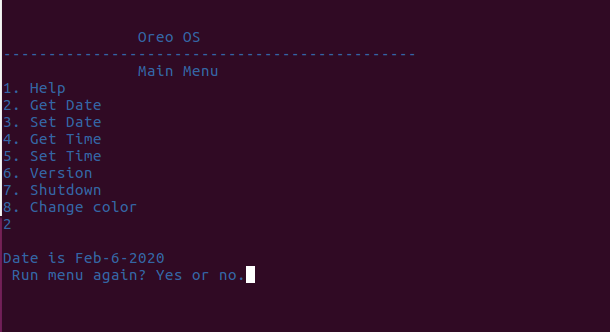 Oreo OS
----------------------------------------------
Main Menu
1. Help
2. Get Date
3. Set Date
4. Get Time
5. Set Time
6. Version
7. Shutdown
8. Change color
2
Date is Feb-6-2020
Run menu again? Yes or no.